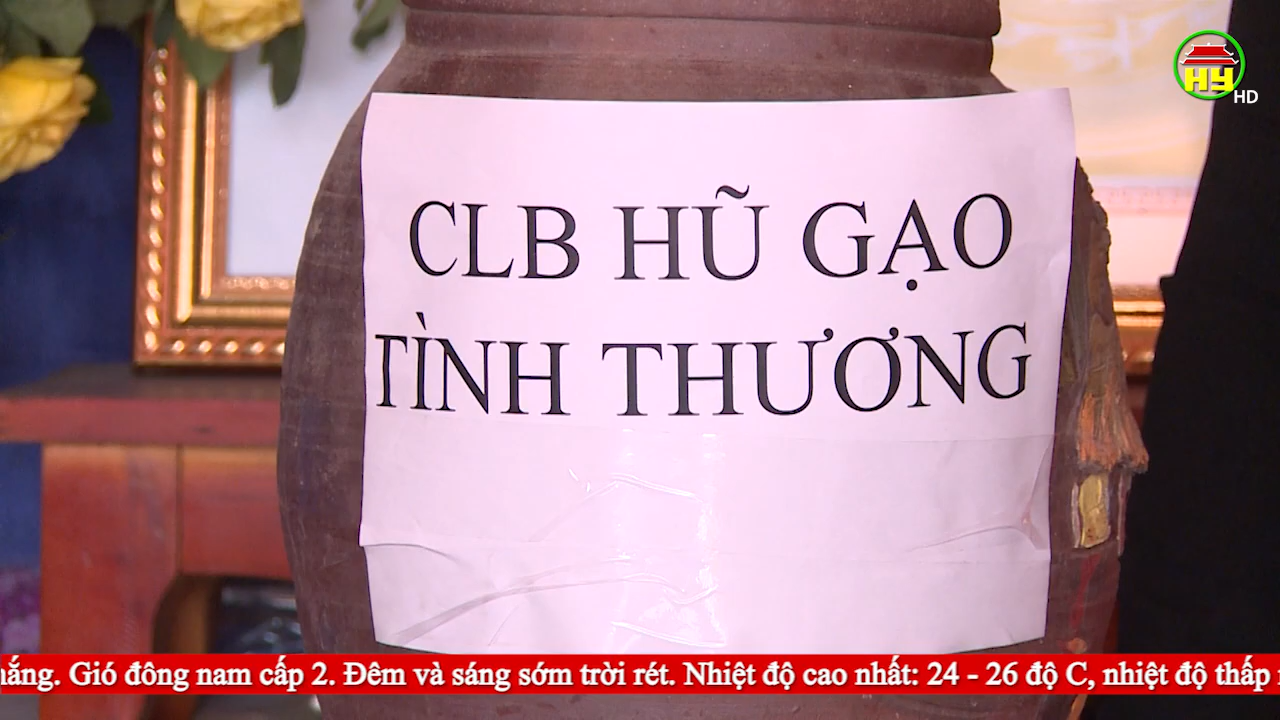 HY
HD
CLB HŨ GẠO
TÌNH THƯƠNG
nắng. Gió đông nam cấp 2. Đêm và sáng sớm trời rét. Nhiệt độ cao nhất: 24 - 26 độ C, nhiệt độ thấp